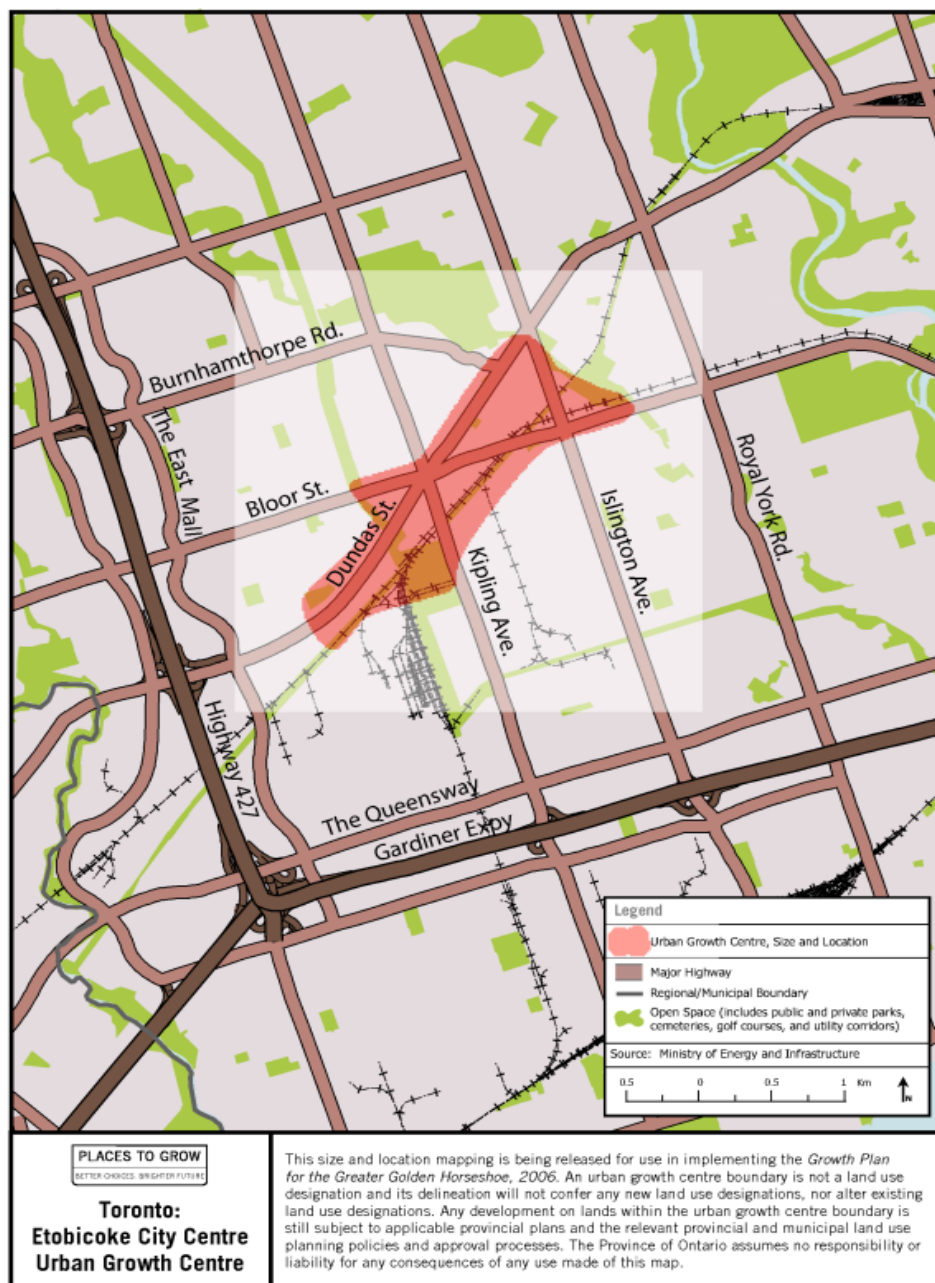 Burnhamthorpe Rd.
The East Mall
Bloor St.
Dundas St.
Kipling Ave.
Islington Ave.
Royal York Rd.
Highway 427
The Queensway
Gardiner Expy
Legend
Urban Growth Centre, Size and Location
Major Highway
Regional/Municipal Boundary
Open Space (includes public and private parks,
cemeteries, golf courses, and utility corridors)
Source: Ministry of Energy and Infrastructure
0.5 0 0.5 1 Km
N
PLACES TO GROW
BETTER CHOICES. BRIGHTER FUTURE
Toronto:
Etobicoke City Centre
Urban Growth Centre
This size and location mapping is being released for use in implementing the Growth Plan
for the Greater Golden Horseshoe, 2006. An urban growth centre boundary is not a land use
designation and its delineation will not confer any new land use designations, nor alter existing
land use designations. Any development on lands within the urban growth centre boundary is
still subject to applicable provincial plans and the relevant provincial and municipal land use
planning policies and approval processes. The Province of Ontario assumes no responsibility or
liability for any consequences of any use made of this map.